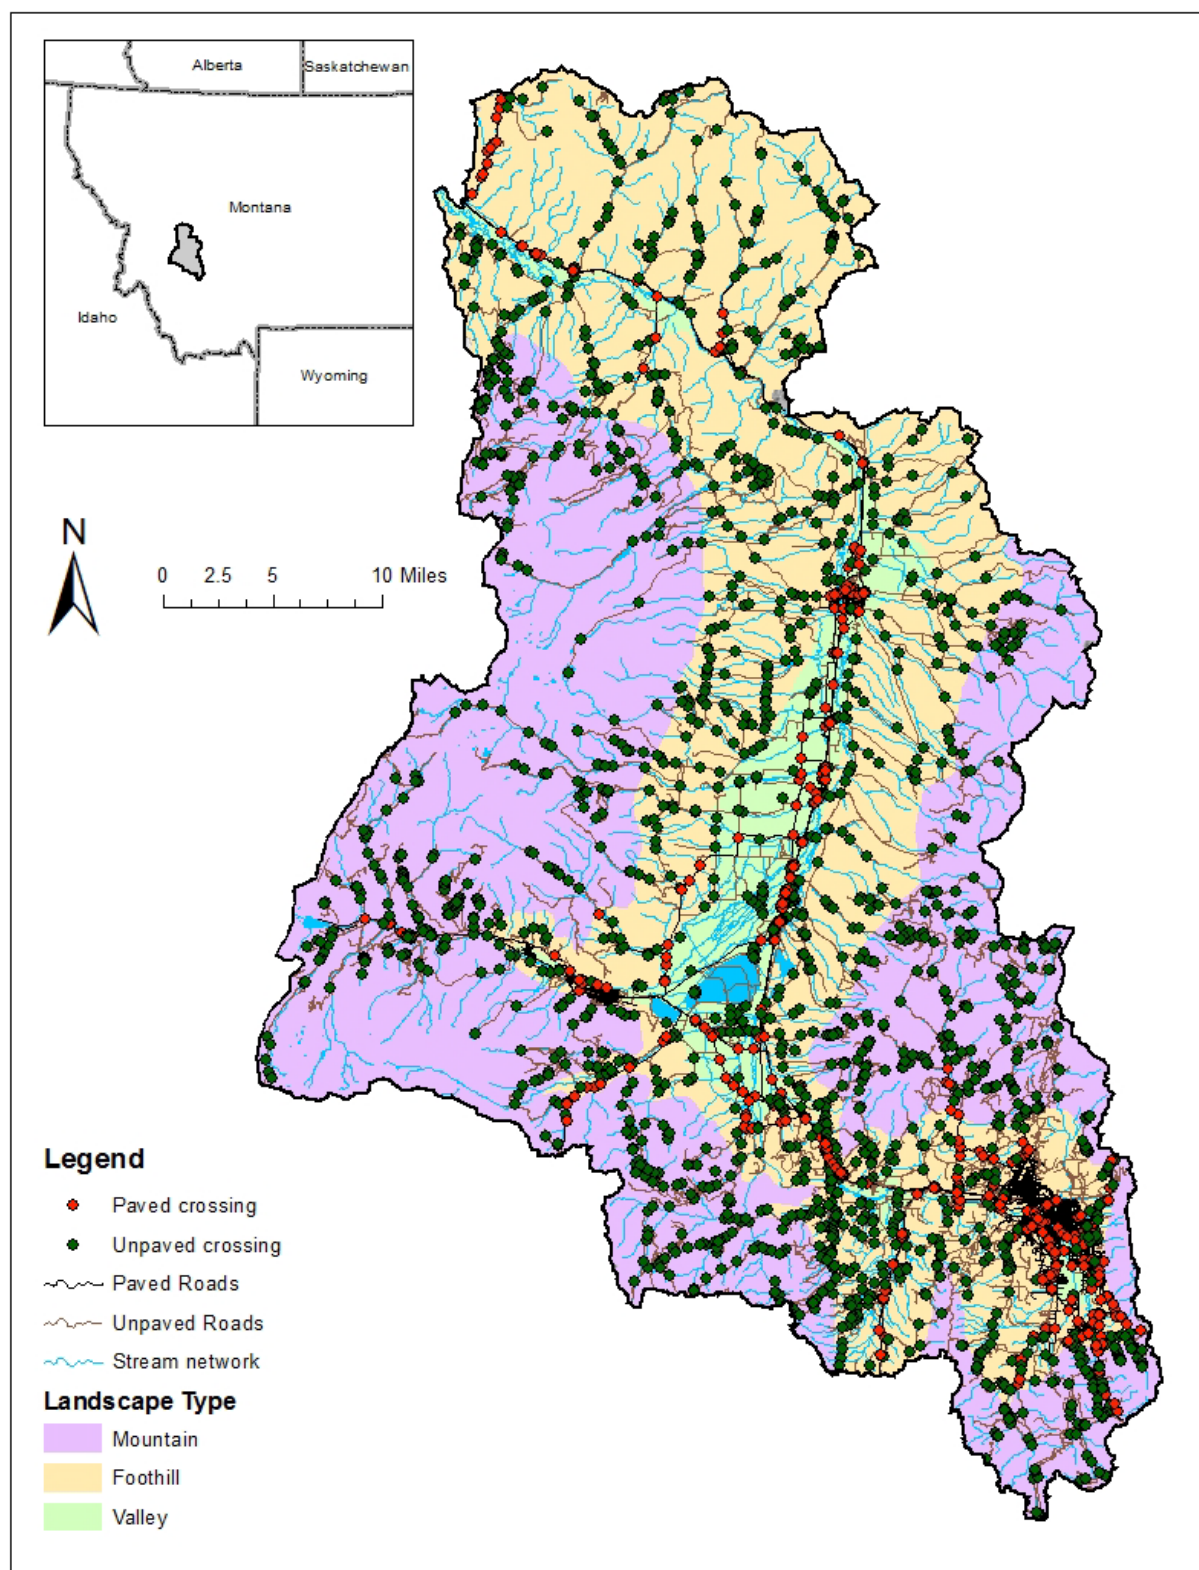 Alberta
Saskatchewan
Montana
Idaho
Wyoming
N
0 2.5 5 10 Miles
Legend
Paved crossing
Unpaved crossing
Paved Roads
Unpaved Roads
Stream network
Landscape Type
Mountain
Foothill
Valley